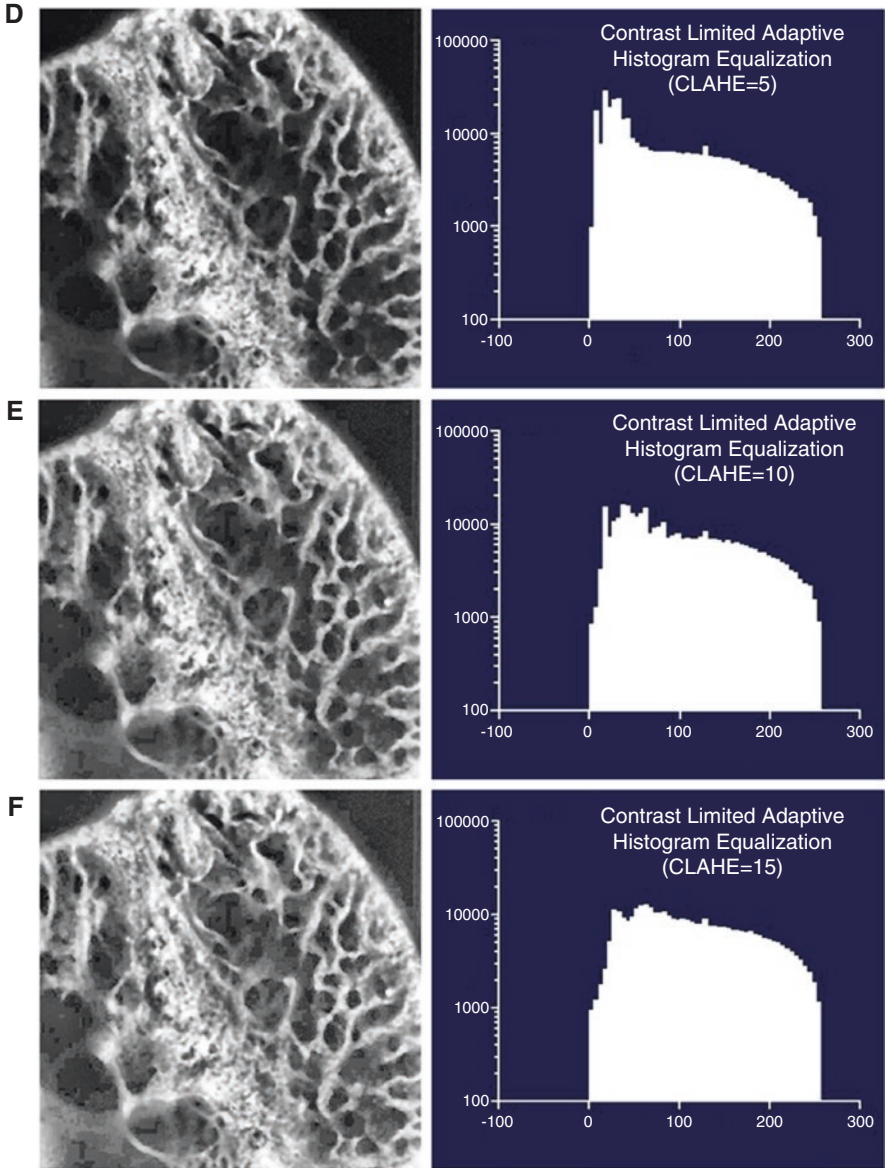 D
Contrast Limited Adaptive
Histogram Equalization
(CLAHE=5)
100000
10000
1000
100
-100 0 100 200 300
E
Contrast Limited Adaptive
Histogram Equalization
(CLAHE=10)
100000
10000
1000
100
-100 0 100 200 300
F
Contrast Limited Adaptive
Histogram Equalization
(CLAHE=15)
100000
10000
1000
100
-100 0 100 200 300